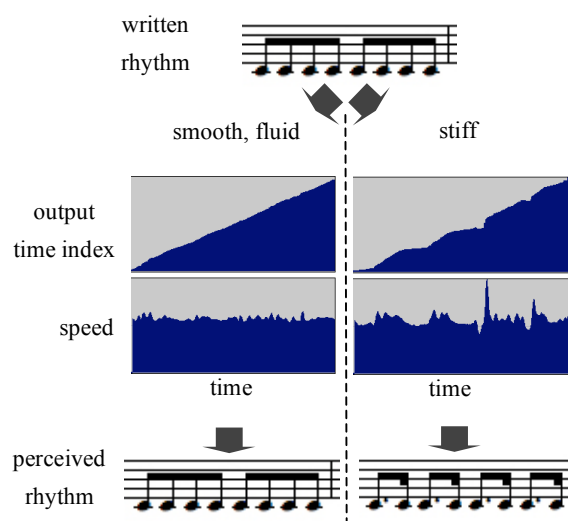 written
rhythm
smooth, fluid
stiff
output
time index
speed
time
time
perceived
rhythm